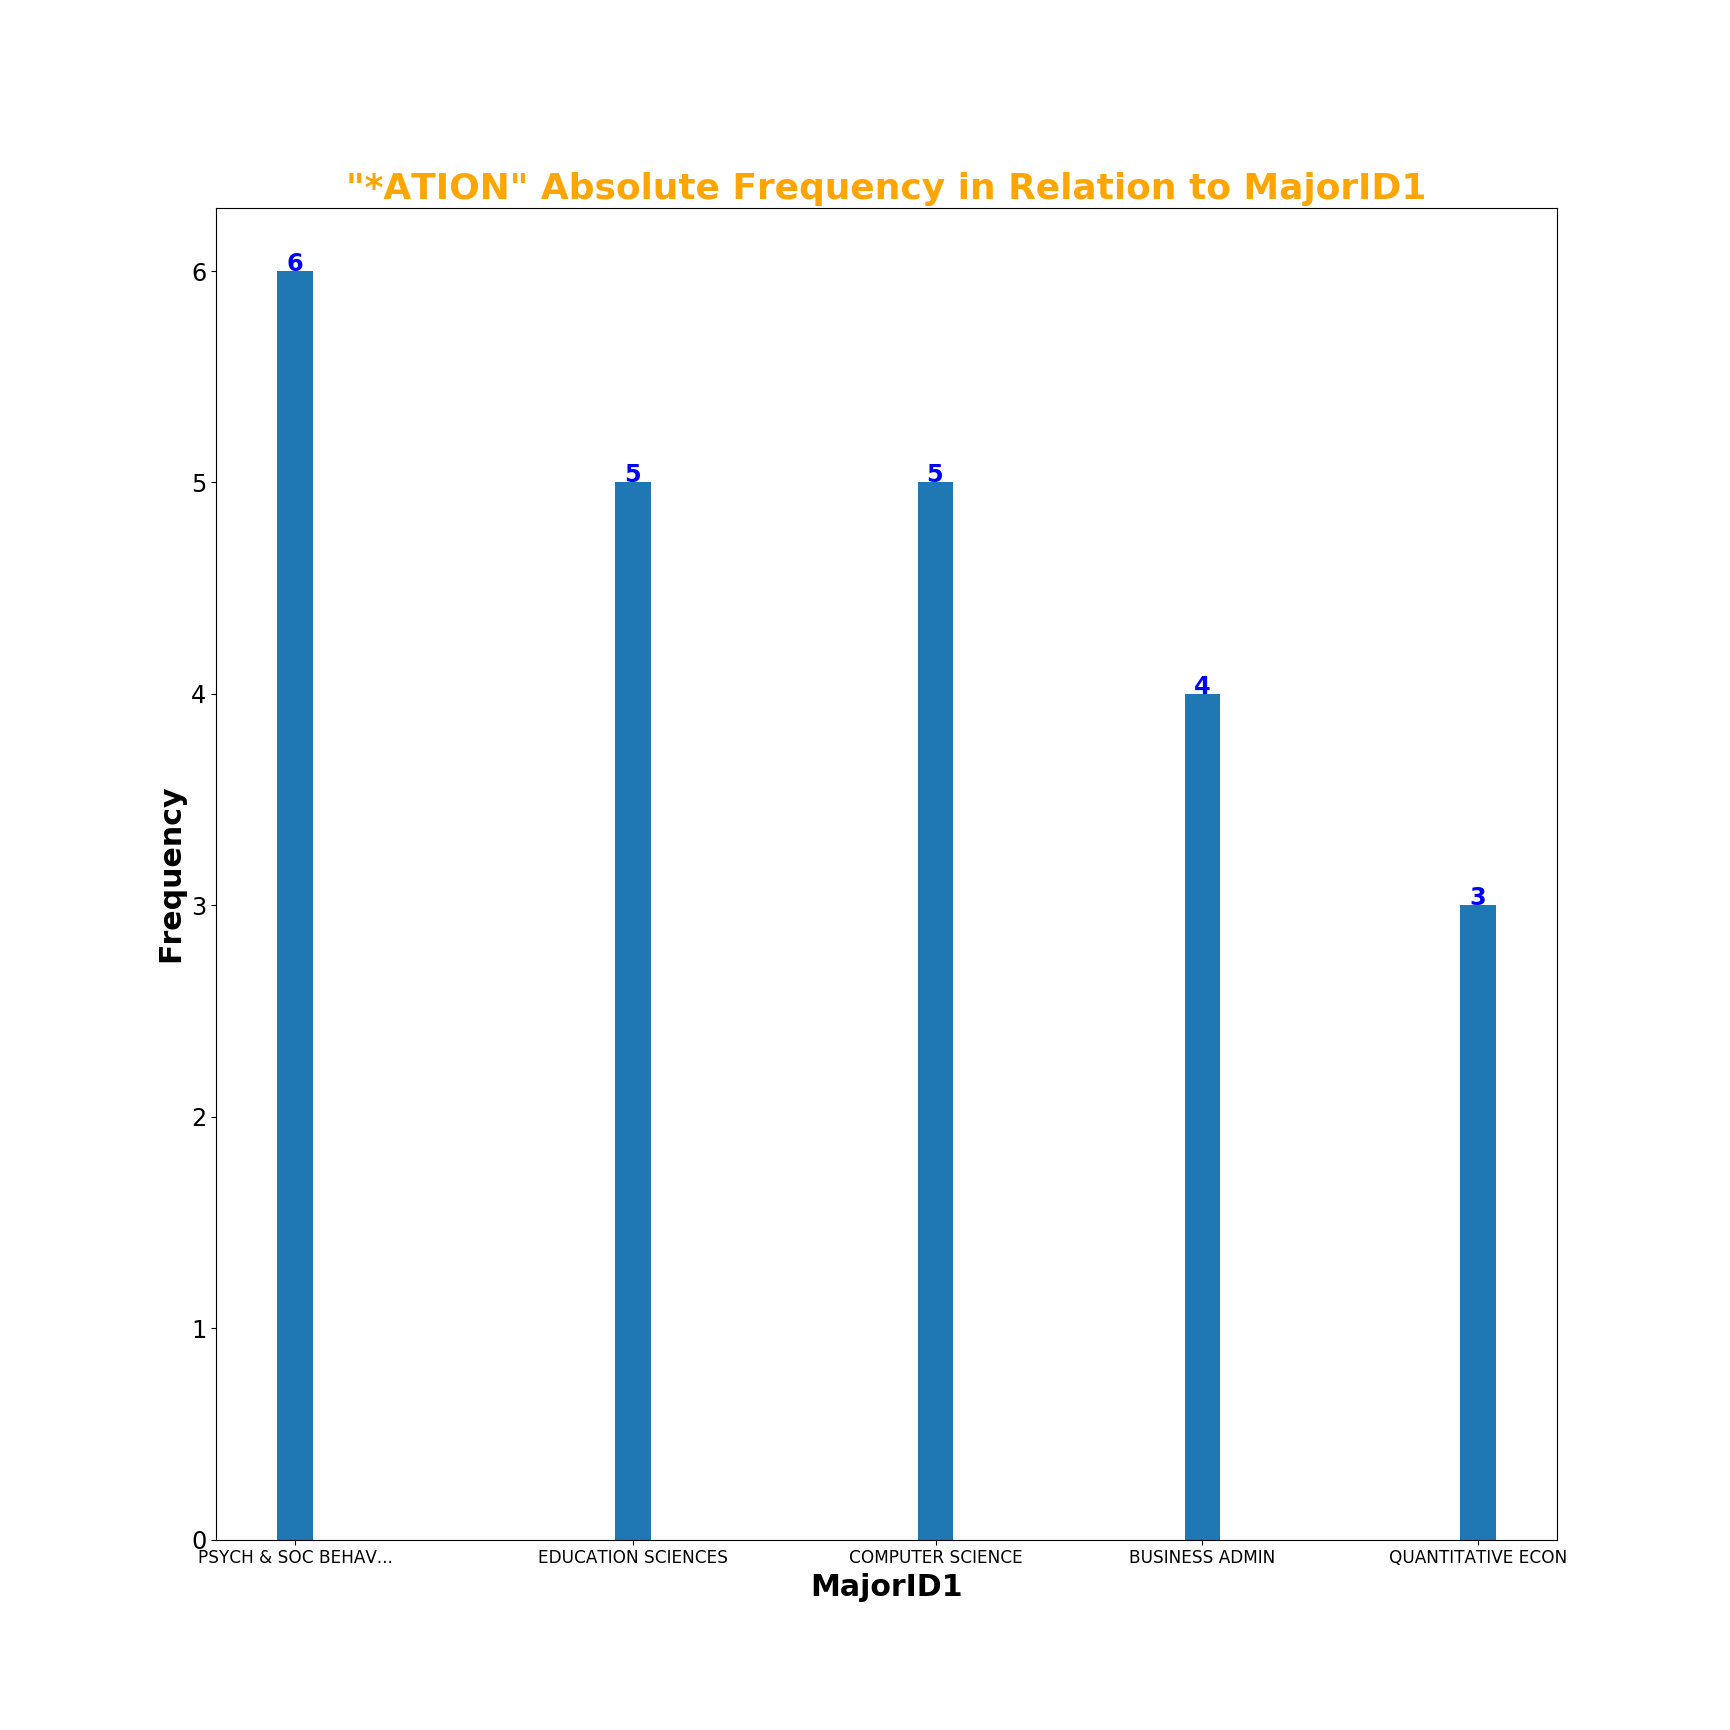 "*ATION" Absolute Frequency in Relation to MajorID1
Frequency
6
5
4
3
2
1
0
6
5
5
4
3
PSYCH & SOC BEHAV...
EDUCATION SCIENCES
COMPUTER SCIENCE
BUSINESS ADMIN
QUANTITATIVE ECON
MajorID1